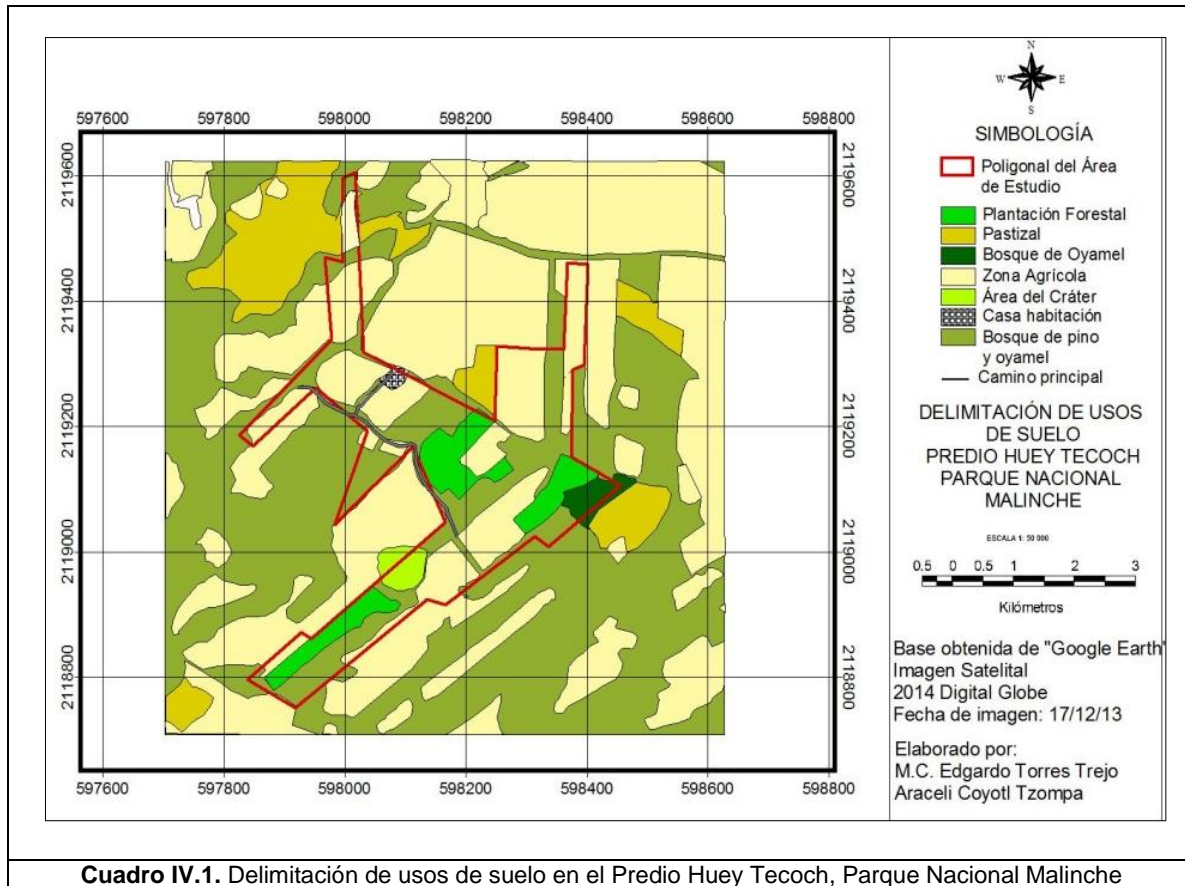 597600 597800 598000 598200 598400 598600 598800
2119600 2119600
2119400 2119400
2119200 2119200
2119000 2119000
2118800 2118800
597600 597800 598000 598200 598400 598600 598800
N
W E
S
SIMBOLOGÍA
Poligonal del Área
de Estudio
Plantación Forestal
Pastizal
Bosque de Oyamel
Zona Agrícola
Área del Cráter
Casa habitación
Bosque de pino
y oyamel
Camino principal
DELIMITACIÓN DE USOS
DE SUELO
PREDIO HUEY TECOCH
PARQUE NACIONAL
MALINCHE
ESCALA 1: 50 000
0.5 0 0.5 1 2 3
Kilómetros
Base obtenida de "Google Earth"
Imagen Satelital
2014 Digital Globe
Fecha de imagen: 17/12/13
Elaborado por:
M.C. Edgardo Torres Trejo
Araceli Coyotl Tzompa
Cuadro IV.1. Delimitación de usos de suelo en el Predio Huey Tecoch, Parque Nacional Malinche